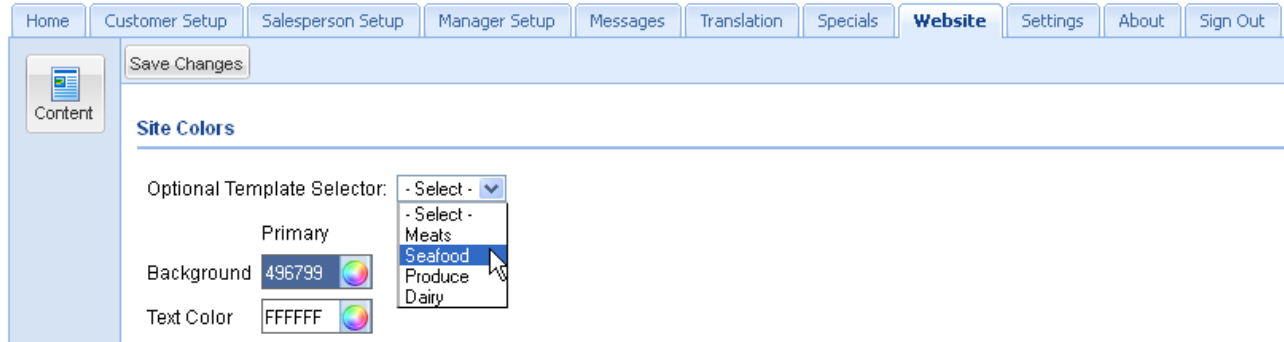 Home Customer Setup Salesperson Setup Manager Setup Messages Translation Specials Website Settings About Sign Out
Save Changes
Content
Site Colors
Optional Template Selector: - Select -
- Select -
Primary
Meats
Seafood
Background 496799
Produce
Dairy
Text Color FFFFFF